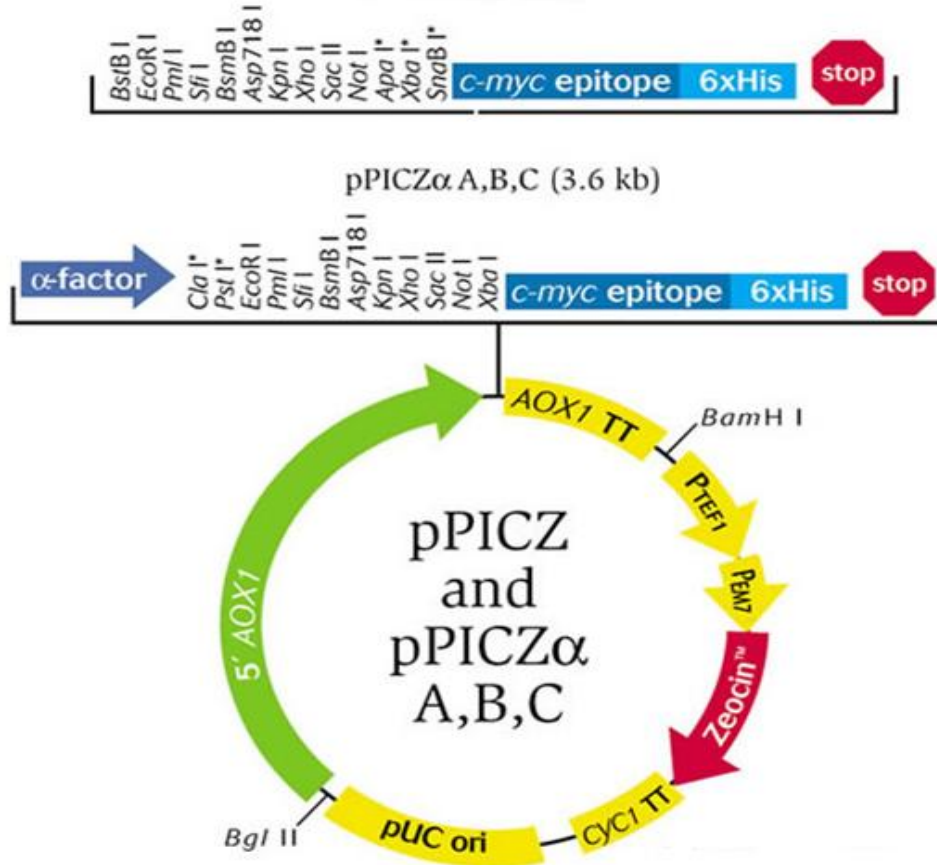 BstB I
EcoR I
Pml I
Sfi I
BsmB I
Asp718 I
Kpn I
Xho I
Sac II
Not I
Apa I*
Xba I*
SnaB I*
c-myc epitope
6xHis
stop
pPICZα A,B,C (3.6 kb)
α-factor
Cla I*
Pst I*
EcoR I
Pml I
Sfi I
BsmB I
Asp718 I
Kpn I
Xho I
Sac II
Not I
Xba I
c-myc epitope
6xHis
stop
AOX1 TT
BamH I
PTEF1
PEM7
Zeocin™
CYC1 TT
pUC ori
Bgl II
5′ AOX1
pPICZ
and
pPICZα
A,B,C